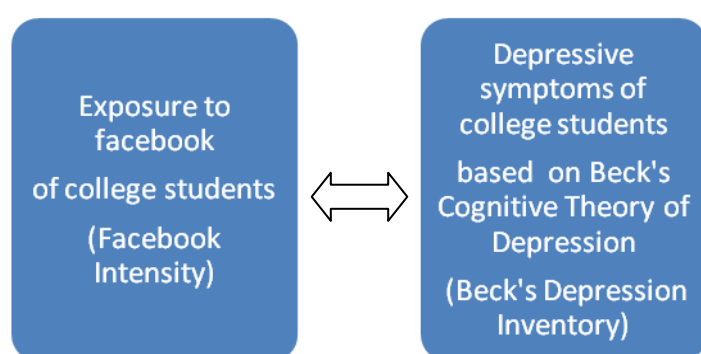 Exposure to
facebook
of college students
(Facebook
Intensity)
Depressive
symptoms of
college students
based on Beck's
Cognitive Theory of
Depression
(Beck's Depression
Inventory)